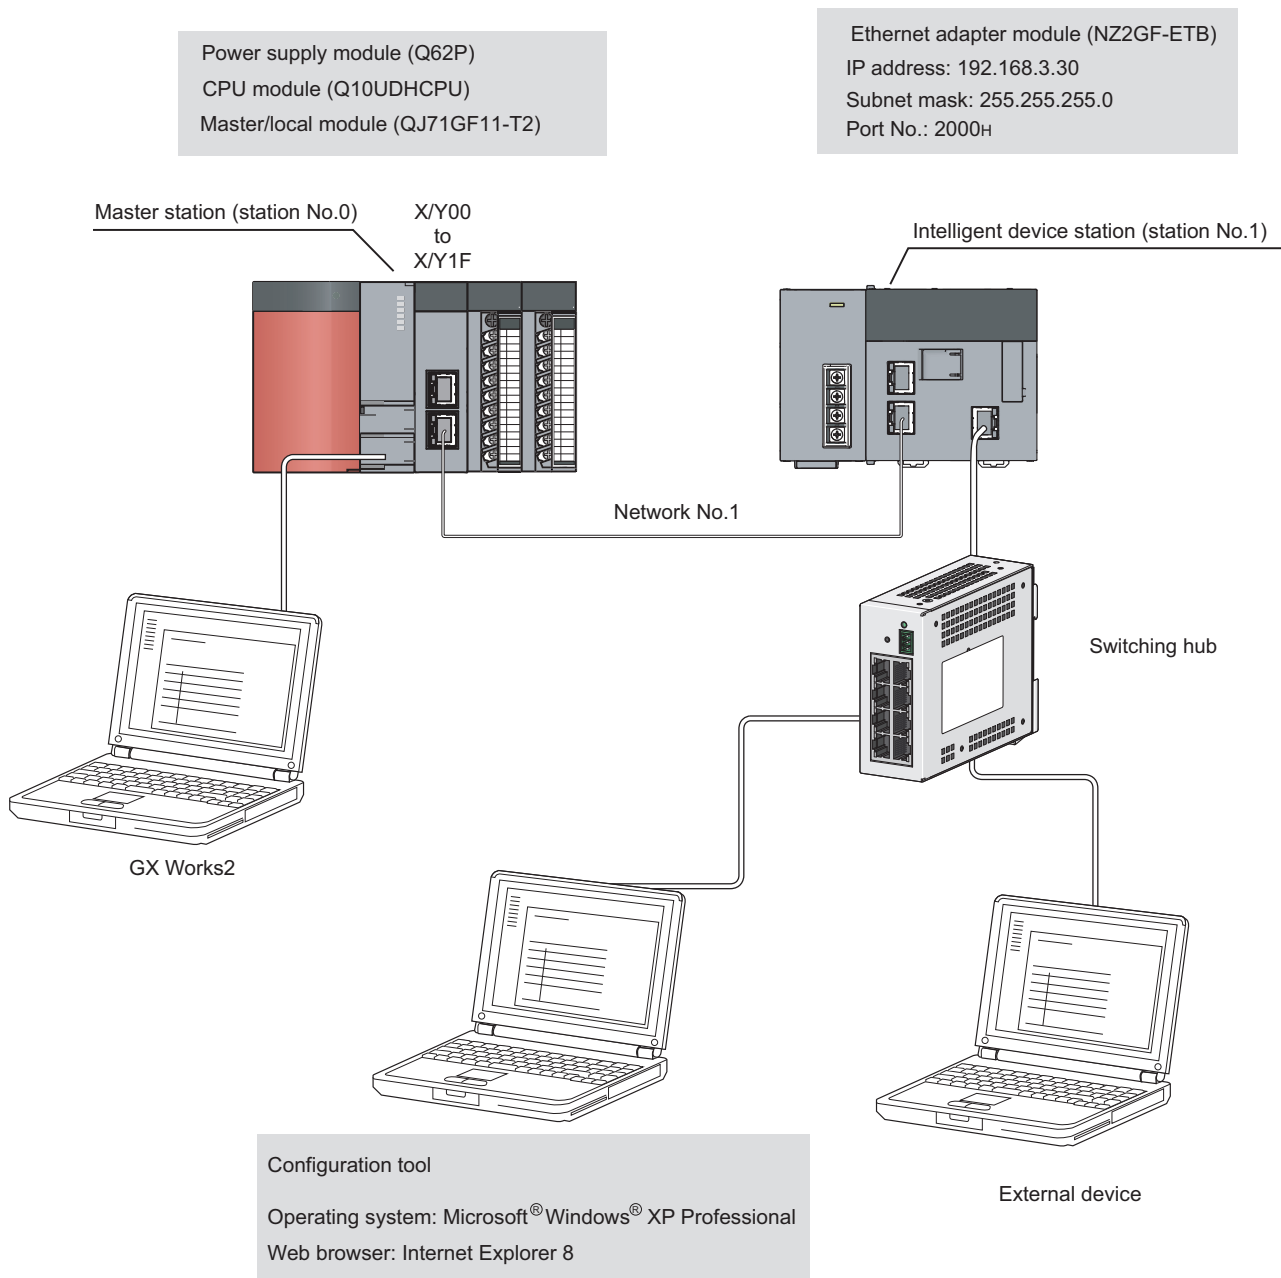 Power supply module (Q62P)
CPU module (Q10UDHCPU)
Master/local module (QJ71GF11-T2)
Ethernet adapter module (NZ2GF-ETB)
IP address: 192.168.3.30
Subnet mask: 255.255.255.0
Port No.: 2000H
Master station (station No.0)
X/Y00
to
X/Y1F
Intelligent device station (station No.1)
Network No.1
Switching hub
GX Works2
Configuration tool
Operating system: Microsoft® Windows® XP Professional
Web browser: Internet Explorer 8
External device